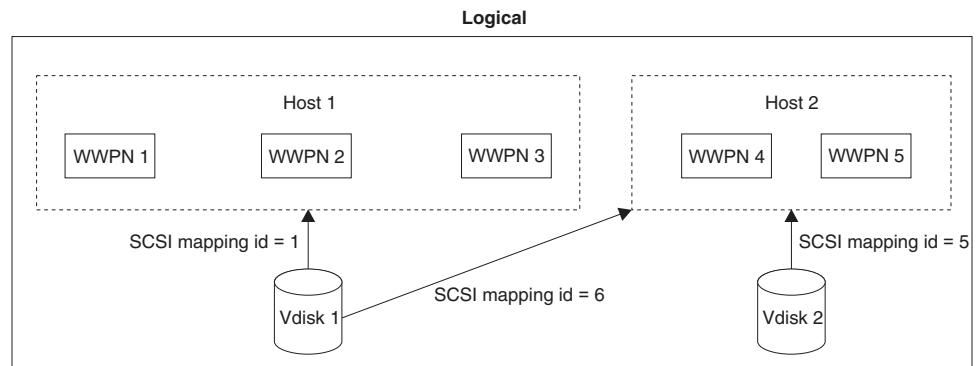 Logical
Host 1
Host 2
WWPN 1
WWPN 2
WWPN 3
WWPN 4
WWPN 5
SCSI mapping id = 1
SCSI mapping id = 5
SCSI mapping id = 6
Vdisk 1
Vdisk 2